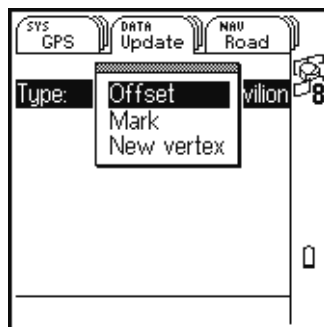 SYS DATA NAV
GPS Update Road
Type: Offset vilion 8
Mark
New vertex